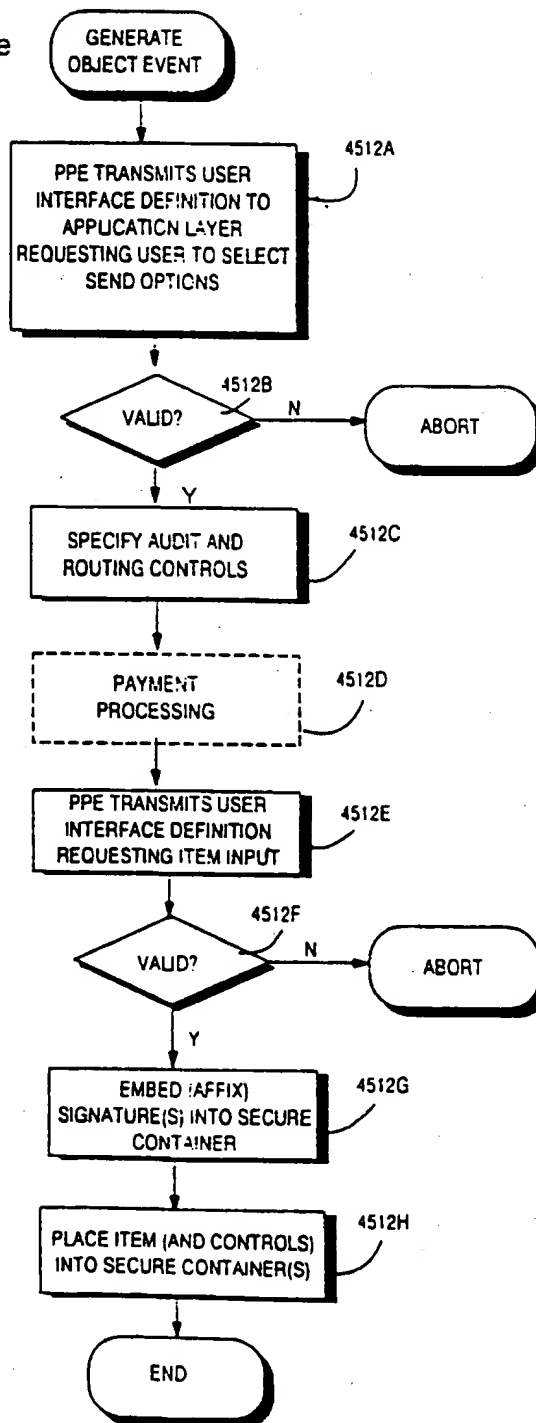 e
GENERATE
OBJECT EVENT
4512A
PPE TRANSMITS USER
INTERFACE DEFINITION TO
APPLICATION LAYER
REQUESTING USER TO SELECT
SEND OPTIONS
4512B
VALID?
N
ABORT
Y
SPECIFY AUDIT AND
ROUTING CONTROLS
4512C
PAYMENT
PROCESSING
4512D
PPE TRANSMITS USER
INTERFACE DEFINITION
REQUESTING ITEM INPUT
4512E
4512F
VALID?
N
ABORT
Y
EMBED (AFFIX)
SIGNATURE(S) INTO SECURE
CONTAINER
4512G
PLACE ITEM (AND CONTROLS)
INTO SECURE CONTAINER(S)
4512H
END